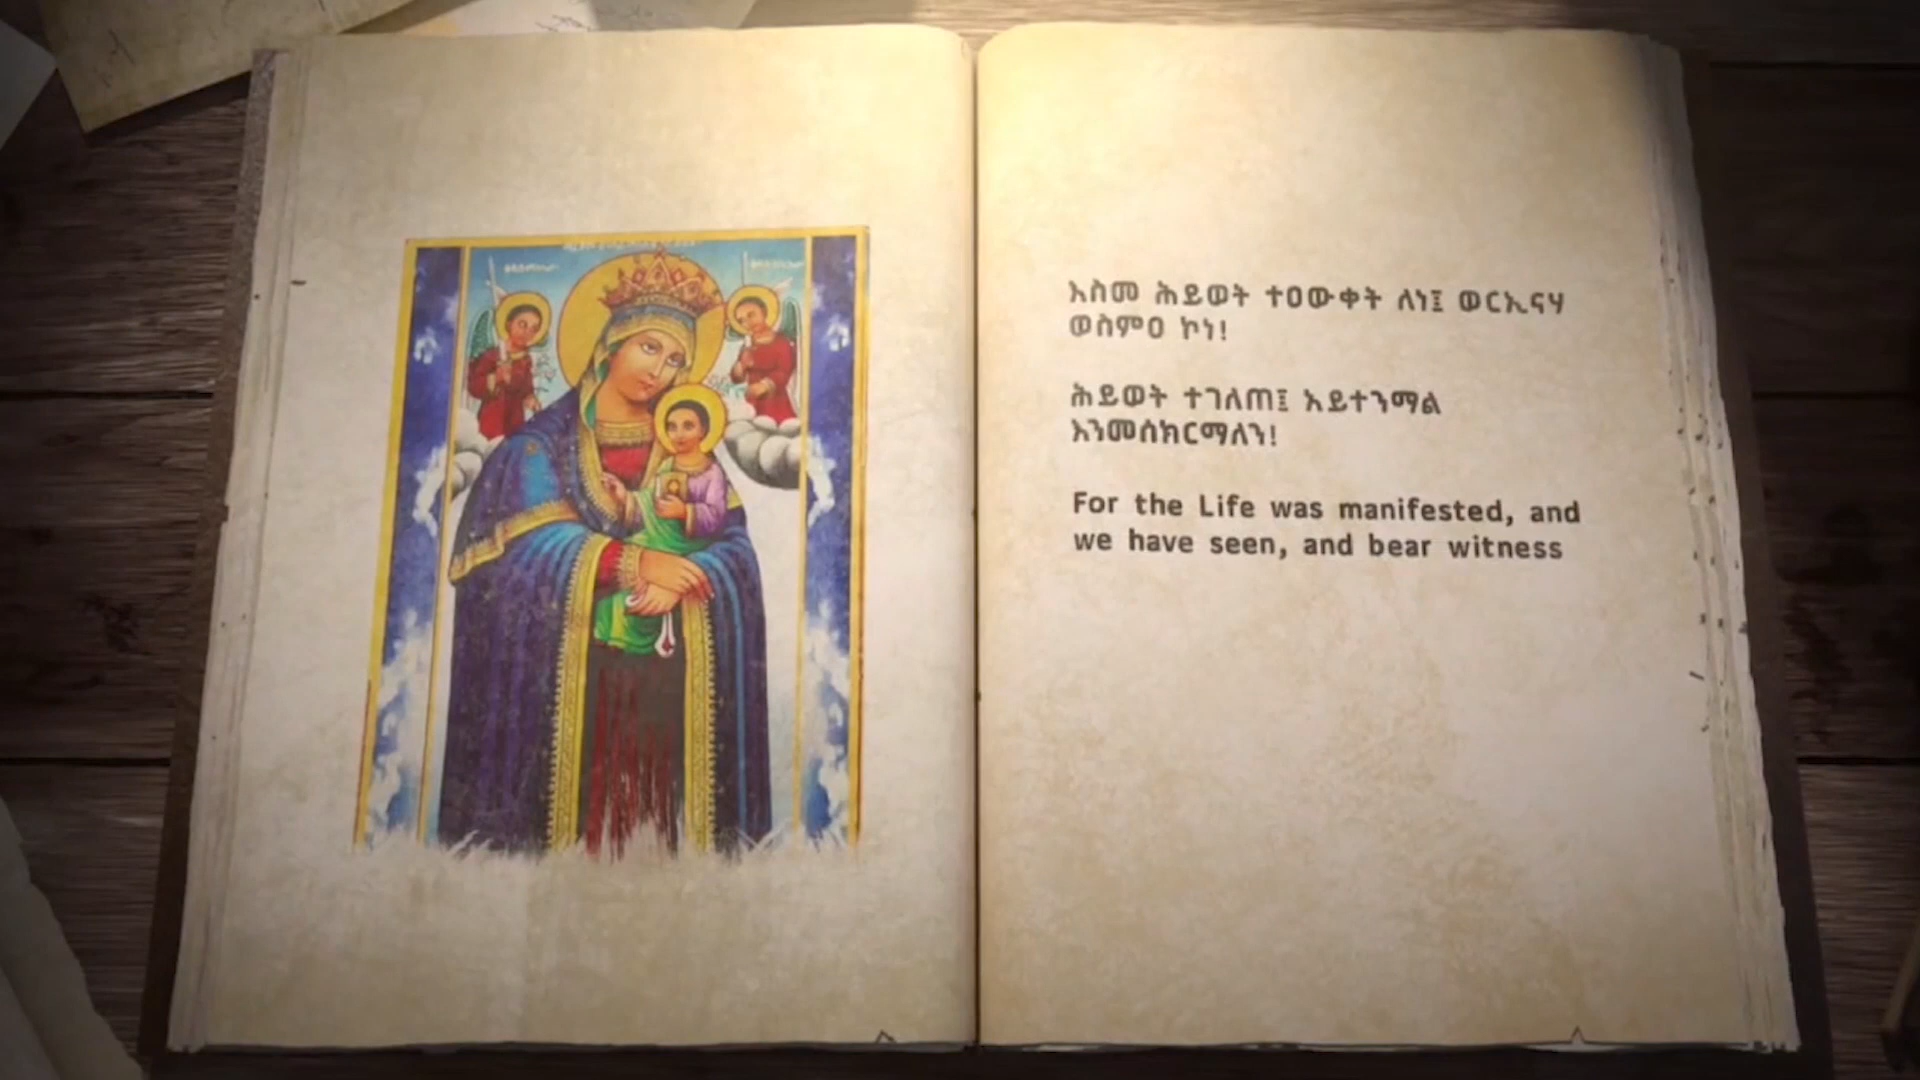 እስመ ሕይወት ተዐውቀት ለነ፤ ወርኢናሃ
ወስምዐ ኮነ!
ሕይወት ተገለጠ፤ አይተንማል
እንመሰክርማለን!
For the Life was manifested, and
we have seen, and bear witness